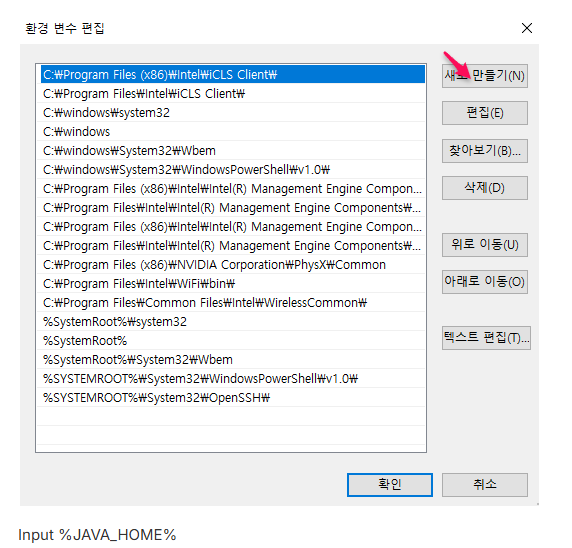 환경 변수 편집
C:₩Program Files (x86)₩Intel₩iCLS Client₩
C:₩Program Files₩Intel₩iCLS Client₩
C:₩windows₩system32
C:₩windows
C:₩windows₩System32₩Wbem
C:₩windows₩System32₩WindowsPowerShell₩v1.0₩
C:₩Program Files (x86)₩Intel₩Intel(R) Management Engine Compon...
C:₩Program Files₩Intel₩Intel(R) Management Engine Components₩...
C:₩Program Files (x86)₩Intel₩Intel(R) Management Engine Compon...
C:₩Program Files₩Intel₩Intel(R) Management Engine Components₩...
C:₩Program Files (x86)₩NVIDIA Corporation₩PhysX₩Common
C:₩Program Files₩Intel₩WiFi₩bin₩
C:₩Program Files₩Common Files₩Intel₩WirelessCommon₩
%SystemRoot%₩system32
%SystemRoot%
%SystemRoot%₩System32₩Wbem
%SYSTEMROOT%₩System32₩WindowsPowerShell₩v1.0₩
%SYSTEMROOT%₩System32₩OpenSSH₩
새로 만들기(N)
편집(E)
찾아보기(B)...
삭제(D)
위로 이동(U)
아래로 이동(O)
텍스트 편집(T)...
확인
취소
Input %JAVA_HOME%